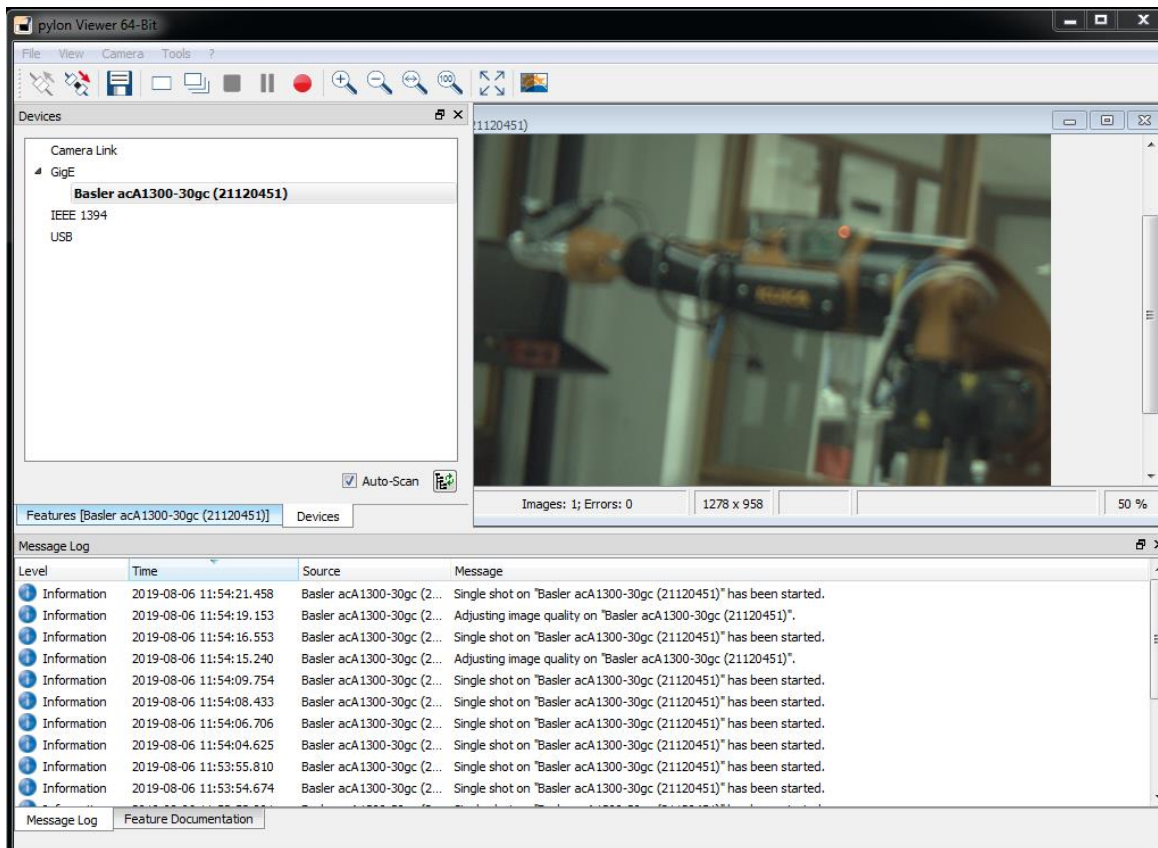 pylon Viewer 64-Bit
File View Camera Tools ?
100
Devices
Camera Link
GigE
Basler acA1300-30gc (21120451)
IEEE 1394
USB
Auto-Scan
Features [Basler acA1300-30gc (21120451)] Devices
21120451)
KUKA
Images: 1; Errors: 0 1278 x 958 50 %
Message Log
Level Time Source Message
Information 2019-08-06 11:54:21.458 Basler acA1300-30gc (2... Single shot on "Basler acA1300-30gc (21120451)" has been started.
Information 2019-08-06 11:54:19.153 Basler acA1300-30gc (2... Adjusting image quality on "Basler acA1300-30gc (21120451)".
Information 2019-08-06 11:54:16.553 Basler acA1300-30gc (2... Single shot on "Basler acA1300-30gc (21120451)" has been started.
Information 2019-08-06 11:54:15.240 Basler acA1300-30gc (2... Adjusting image quality on "Basler acA1300-30gc (21120451)".
Information 2019-08-06 11:54:09.754 Basler acA1300-30gc (2... Single shot on "Basler acA1300-30gc (21120451)" has been started.
Information 2019-08-06 11:54:08.433 Basler acA1300-30gc (2... Single shot on "Basler acA1300-30gc (21120451)" has been started.
Information 2019-08-06 11:54:06.706 Basler acA1300-30gc (2... Single shot on "Basler acA1300-30gc (21120451)" has been started.
Information 2019-08-06 11:54:04.625 Basler acA1300-30gc (2... Single shot on "Basler acA1300-30gc (21120451)" has been started.
Information 2019-08-06 11:53:55.810 Basler acA1300-30gc (2... Single shot on "Basler acA1300-30gc (21120451)" has been started.
Information 2019-08-06 11:53:54.674 Basler acA1300-30gc (2... Single shot on "Basler acA1300-30gc (21120451)" has been started.
Message Log Feature Documentation